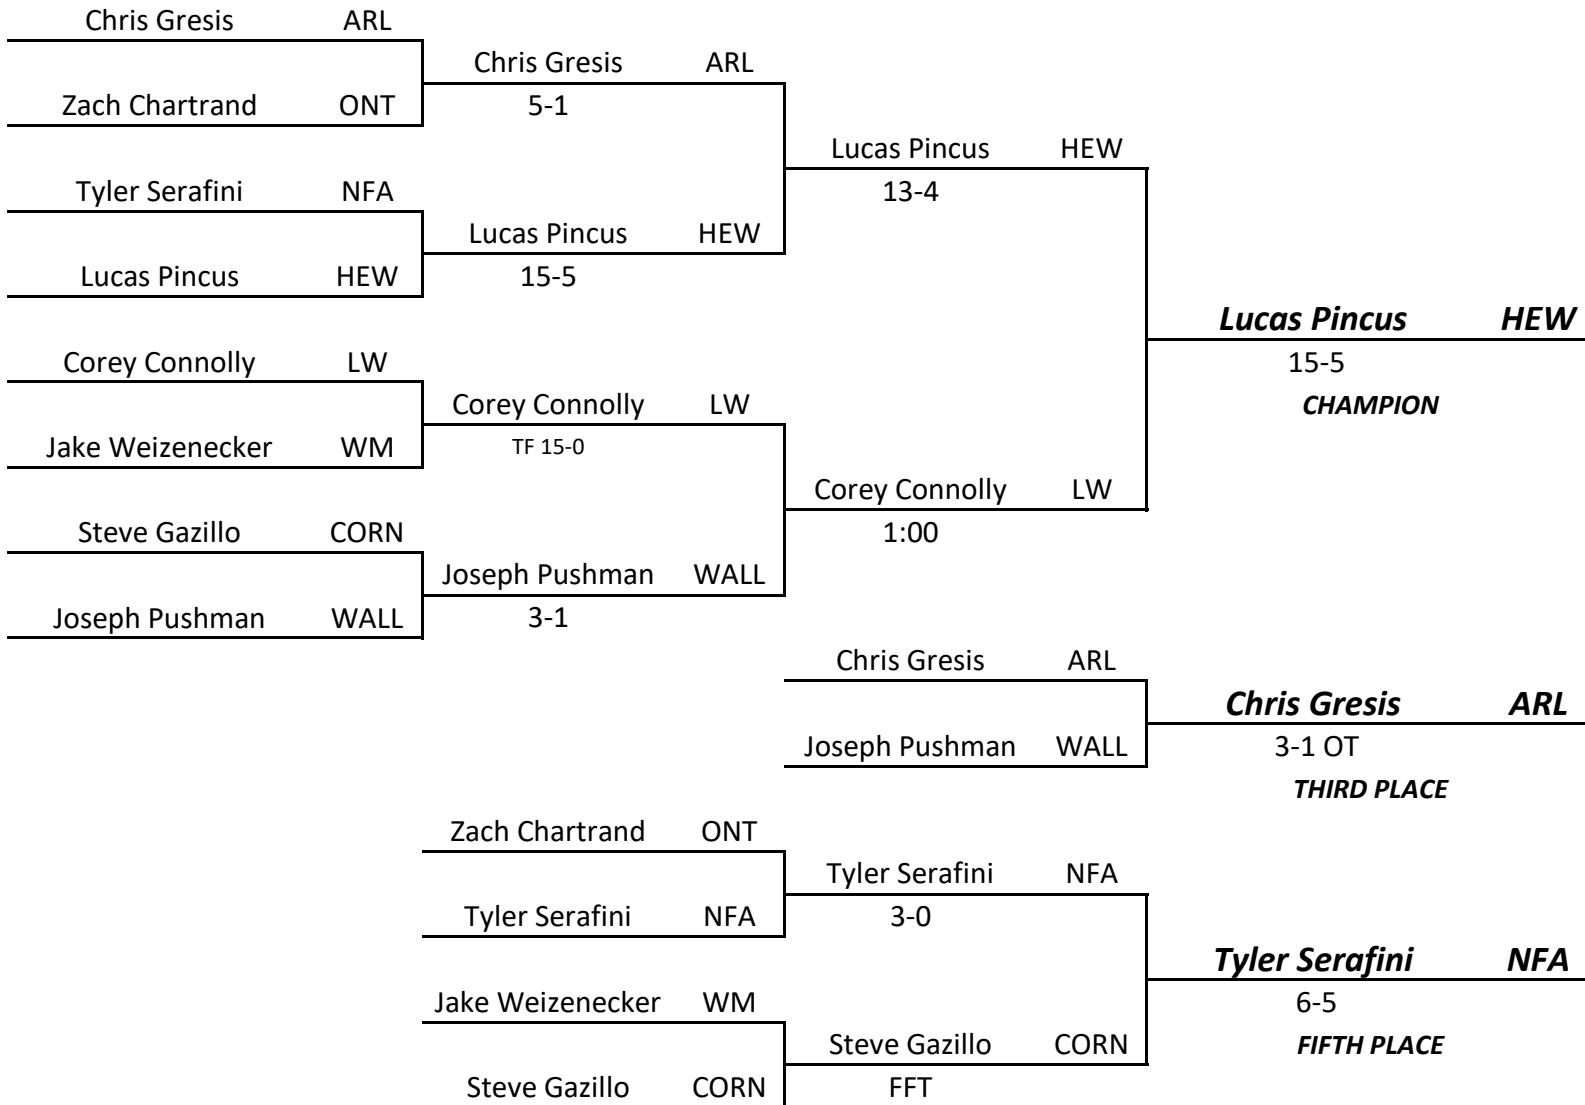 Chris Gresis ARL
Chris Gresis ARL
Zach Chartrand ONT 5-1
Lucas Pincus HEW
Tyler Serafini NFA 13-4
Lucas Pincus HEW
Lucas Pincus HEW 15-5
Lucas Pincus HEW
Corey Connolly LW 15-5
Corey Connolly LW CHAMPION
Jake Weizenecker WM TF 15-0
Corey Connolly LW
Steve Gazillo CORN 1:00
Joseph Pushman WALL
Joseph Pushman WALL 3-1
Chris Gresis ARL
Chris Gresis ARL
Joseph Pushman WALL 3-1 OT
THIRD PLACE
Zach Chartrand ONT
Tyler Serafini NFA
Tyler Serafini NFA 3-0
Tyler Serafini NFA
Jake Weizenecker WM 6-5
Steve Gazillo CORN FIFTH PLACE
Steve Gazillo CORN FFT